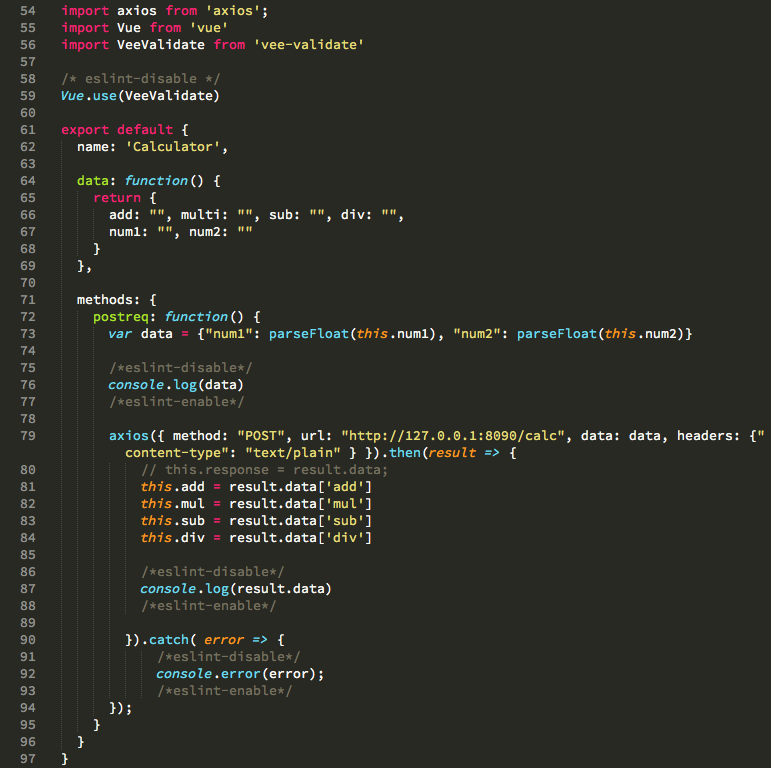 54 import axios from 'axios';
55 import Vue from 'vue'
56 import VeeValidate from 'vee-validate'
57
58 /* eslint-disable */
59 Vue.use(VeeValidate)
60
61 export default {
62   name: 'Calculator',
63
64   data: function() {
65     return {
66       add: "", multi: "", sub: "", div: "",
67       num1: "", num2: ""
68     }
69   },
70
71   methods: {
72     postreq: function() {
73       var data = {"num1": parseFloat(this.num1), "num2": parseFloat(this.num2)}
74
75       /*eslint-disable*/
76       console.log(data)
77       /*eslint-enable*/
78
79       axios({ method: "POST", url: "http://127.0.0.1:8090/calc", data: data, headers: {"
         content-type": "text/plain" } }).then(result => {
80           // this.response = result.data;
81           this.add = result.data['add']
82           this.mul = result.data['mul']
83           this.sub = result.data['sub']
84           this.div = result.data['div']
85
86           /*eslint-disable*/
87           console.log(result.data)
88           /*eslint-enable*/
89
90         }).catch( error => {
91             /*eslint-disable*/
92             console.error(error);
93             /*eslint-enable*/
94       });
95     }
96   }
97 }